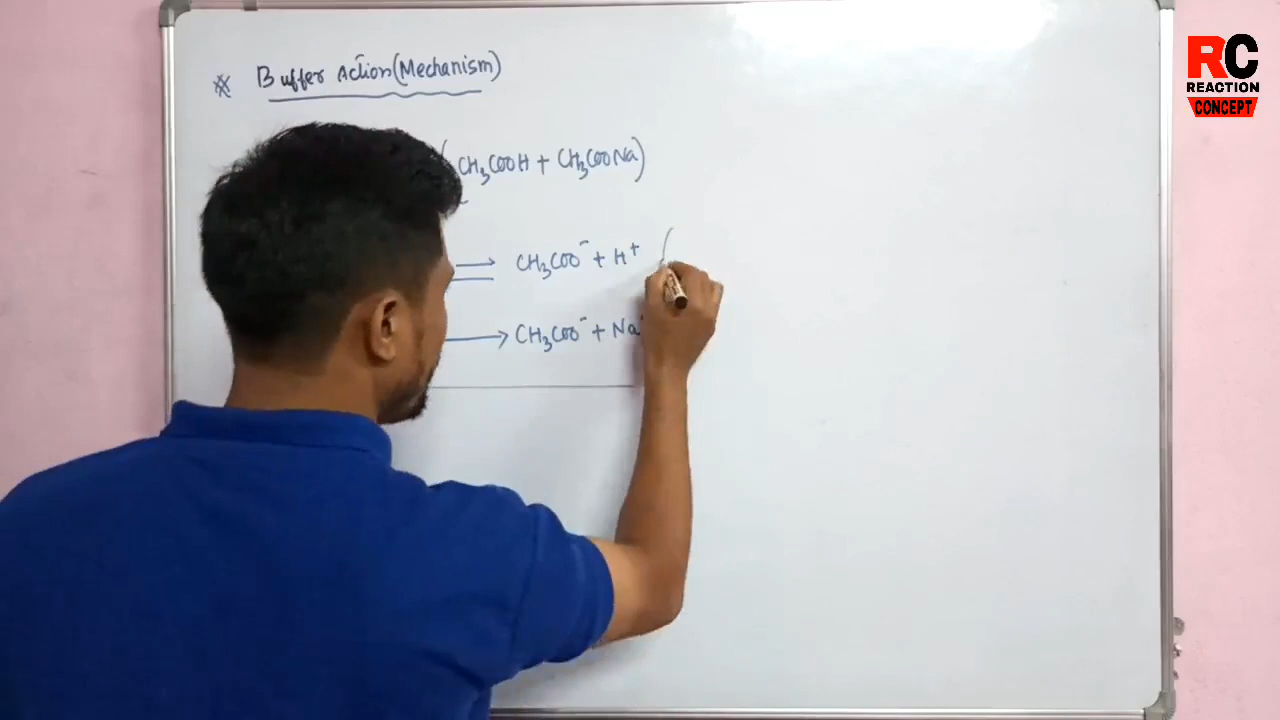 ※ Buffer Action (Mechanism)
(CH₃COOH + CH₃COONa)
⇌ CH₃COO⁻ + H⁺
⟶ CH₃COO⁻ + Na
RC
REACTION
CONCEPT